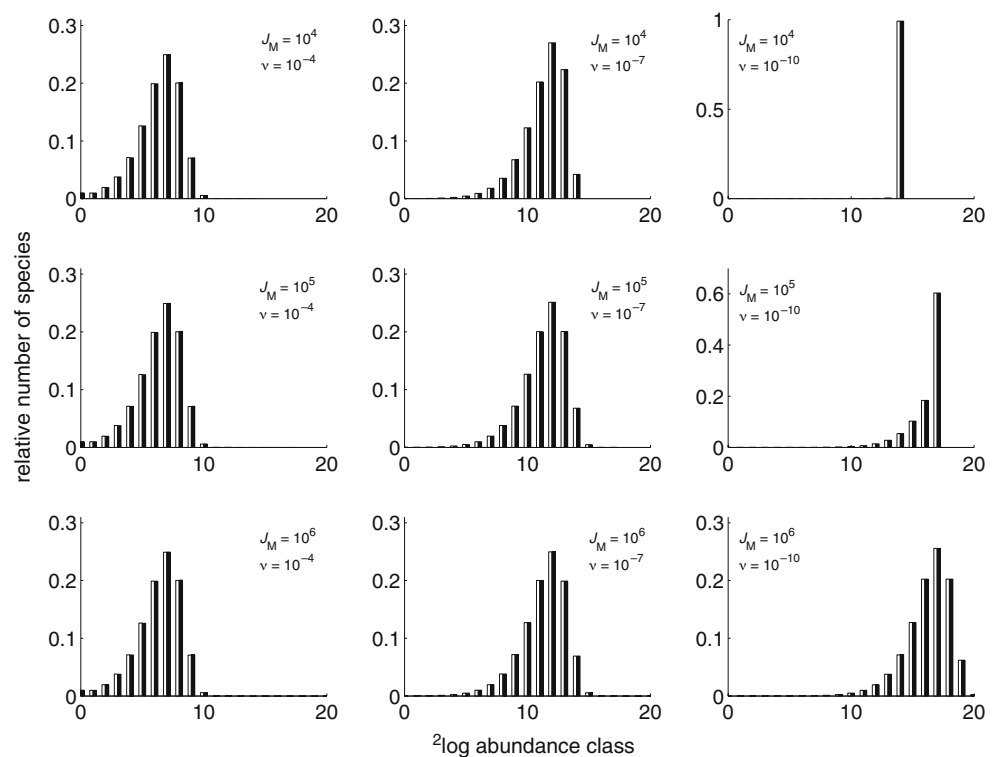 0.3
0.2
0.1
0
0 10 20
J_M = 10^4
ν = 10^-4
0.3
0.2
0.1
0
0 10 20
J_M = 10^4
ν = 10^-7
1
0.5
0
0 10 20
J_M = 10^4
ν = 10^-10
relative number of species
0.3
0.2
0.1
0
0 10 20
J_M = 10^5
ν = 10^-4
0.3
0.2
0.1
0
0 10 20
J_M = 10^5
ν = 10^-7
0.6
0.4
0.2
0
0 10 20
J_M = 10^5
ν = 10^-10
0.3
0.2
0.1
0
0 10 20
J_M = 10^6
ν = 10^-4
0.3
0.2
0.1
0
0 10 20
J_M = 10^6
ν = 10^-7
0.3
0.2
0.1
0
0 10 20
J_M = 10^6
ν = 10^-10
²log abundance class